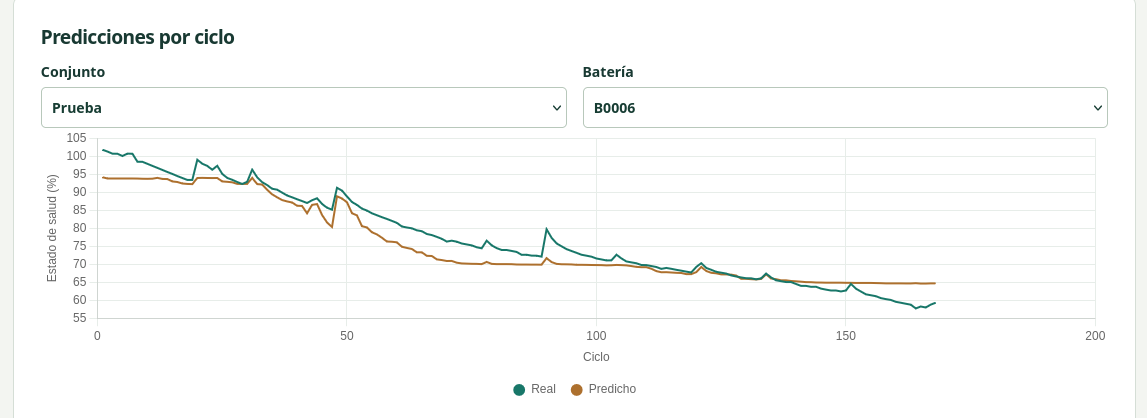 Predicciones por ciclo
Conjunto
Batería
Prueba
B0006
Estado de salud (%)
105
100
95
90
85
80
75
70
65
60
55
0
50
100
150
200
Ciclo
Real
Predicho